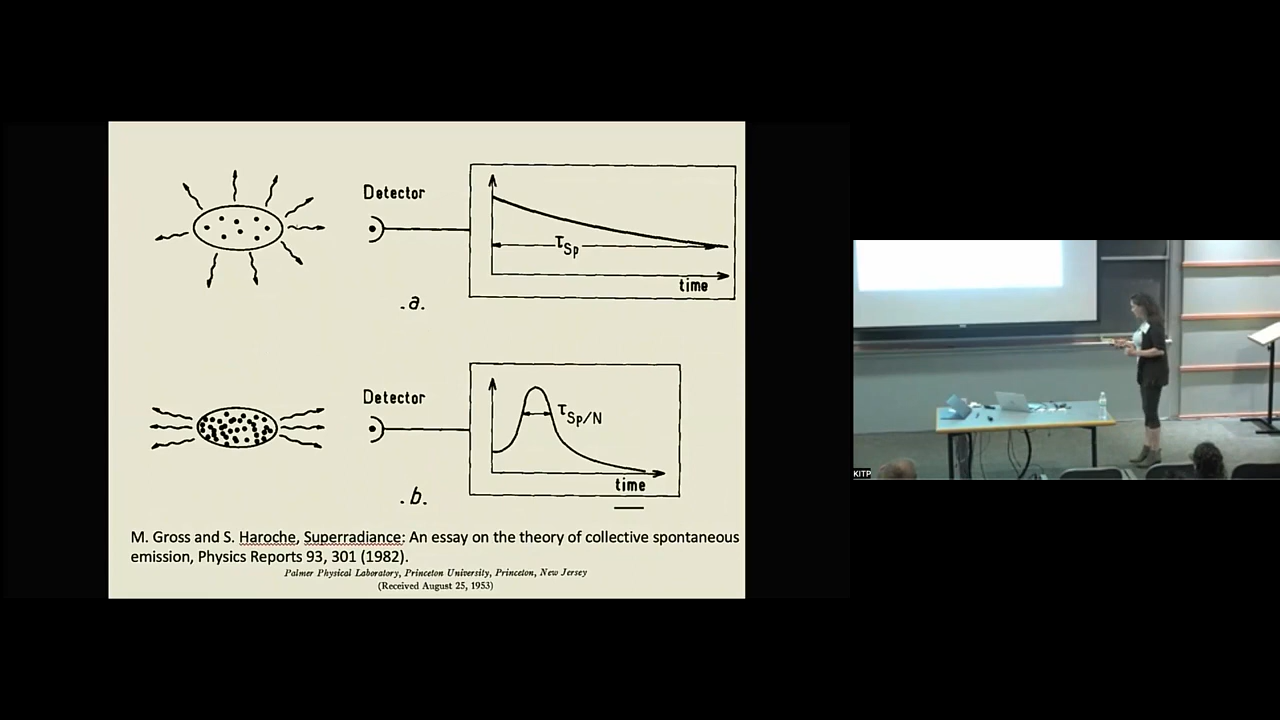 Detector
τSp
time
.a.
Detector
τSp/N
time
.b.
M. Gross and S. Haroche, Superradiance: An essay on the theory of collective spontaneous
emission, Physics Reports 93, 301 (1982).
Palmer Physical Laboratory, Princeton University, Princeton, New Jersey
(Received August 25, 1953)
KITP